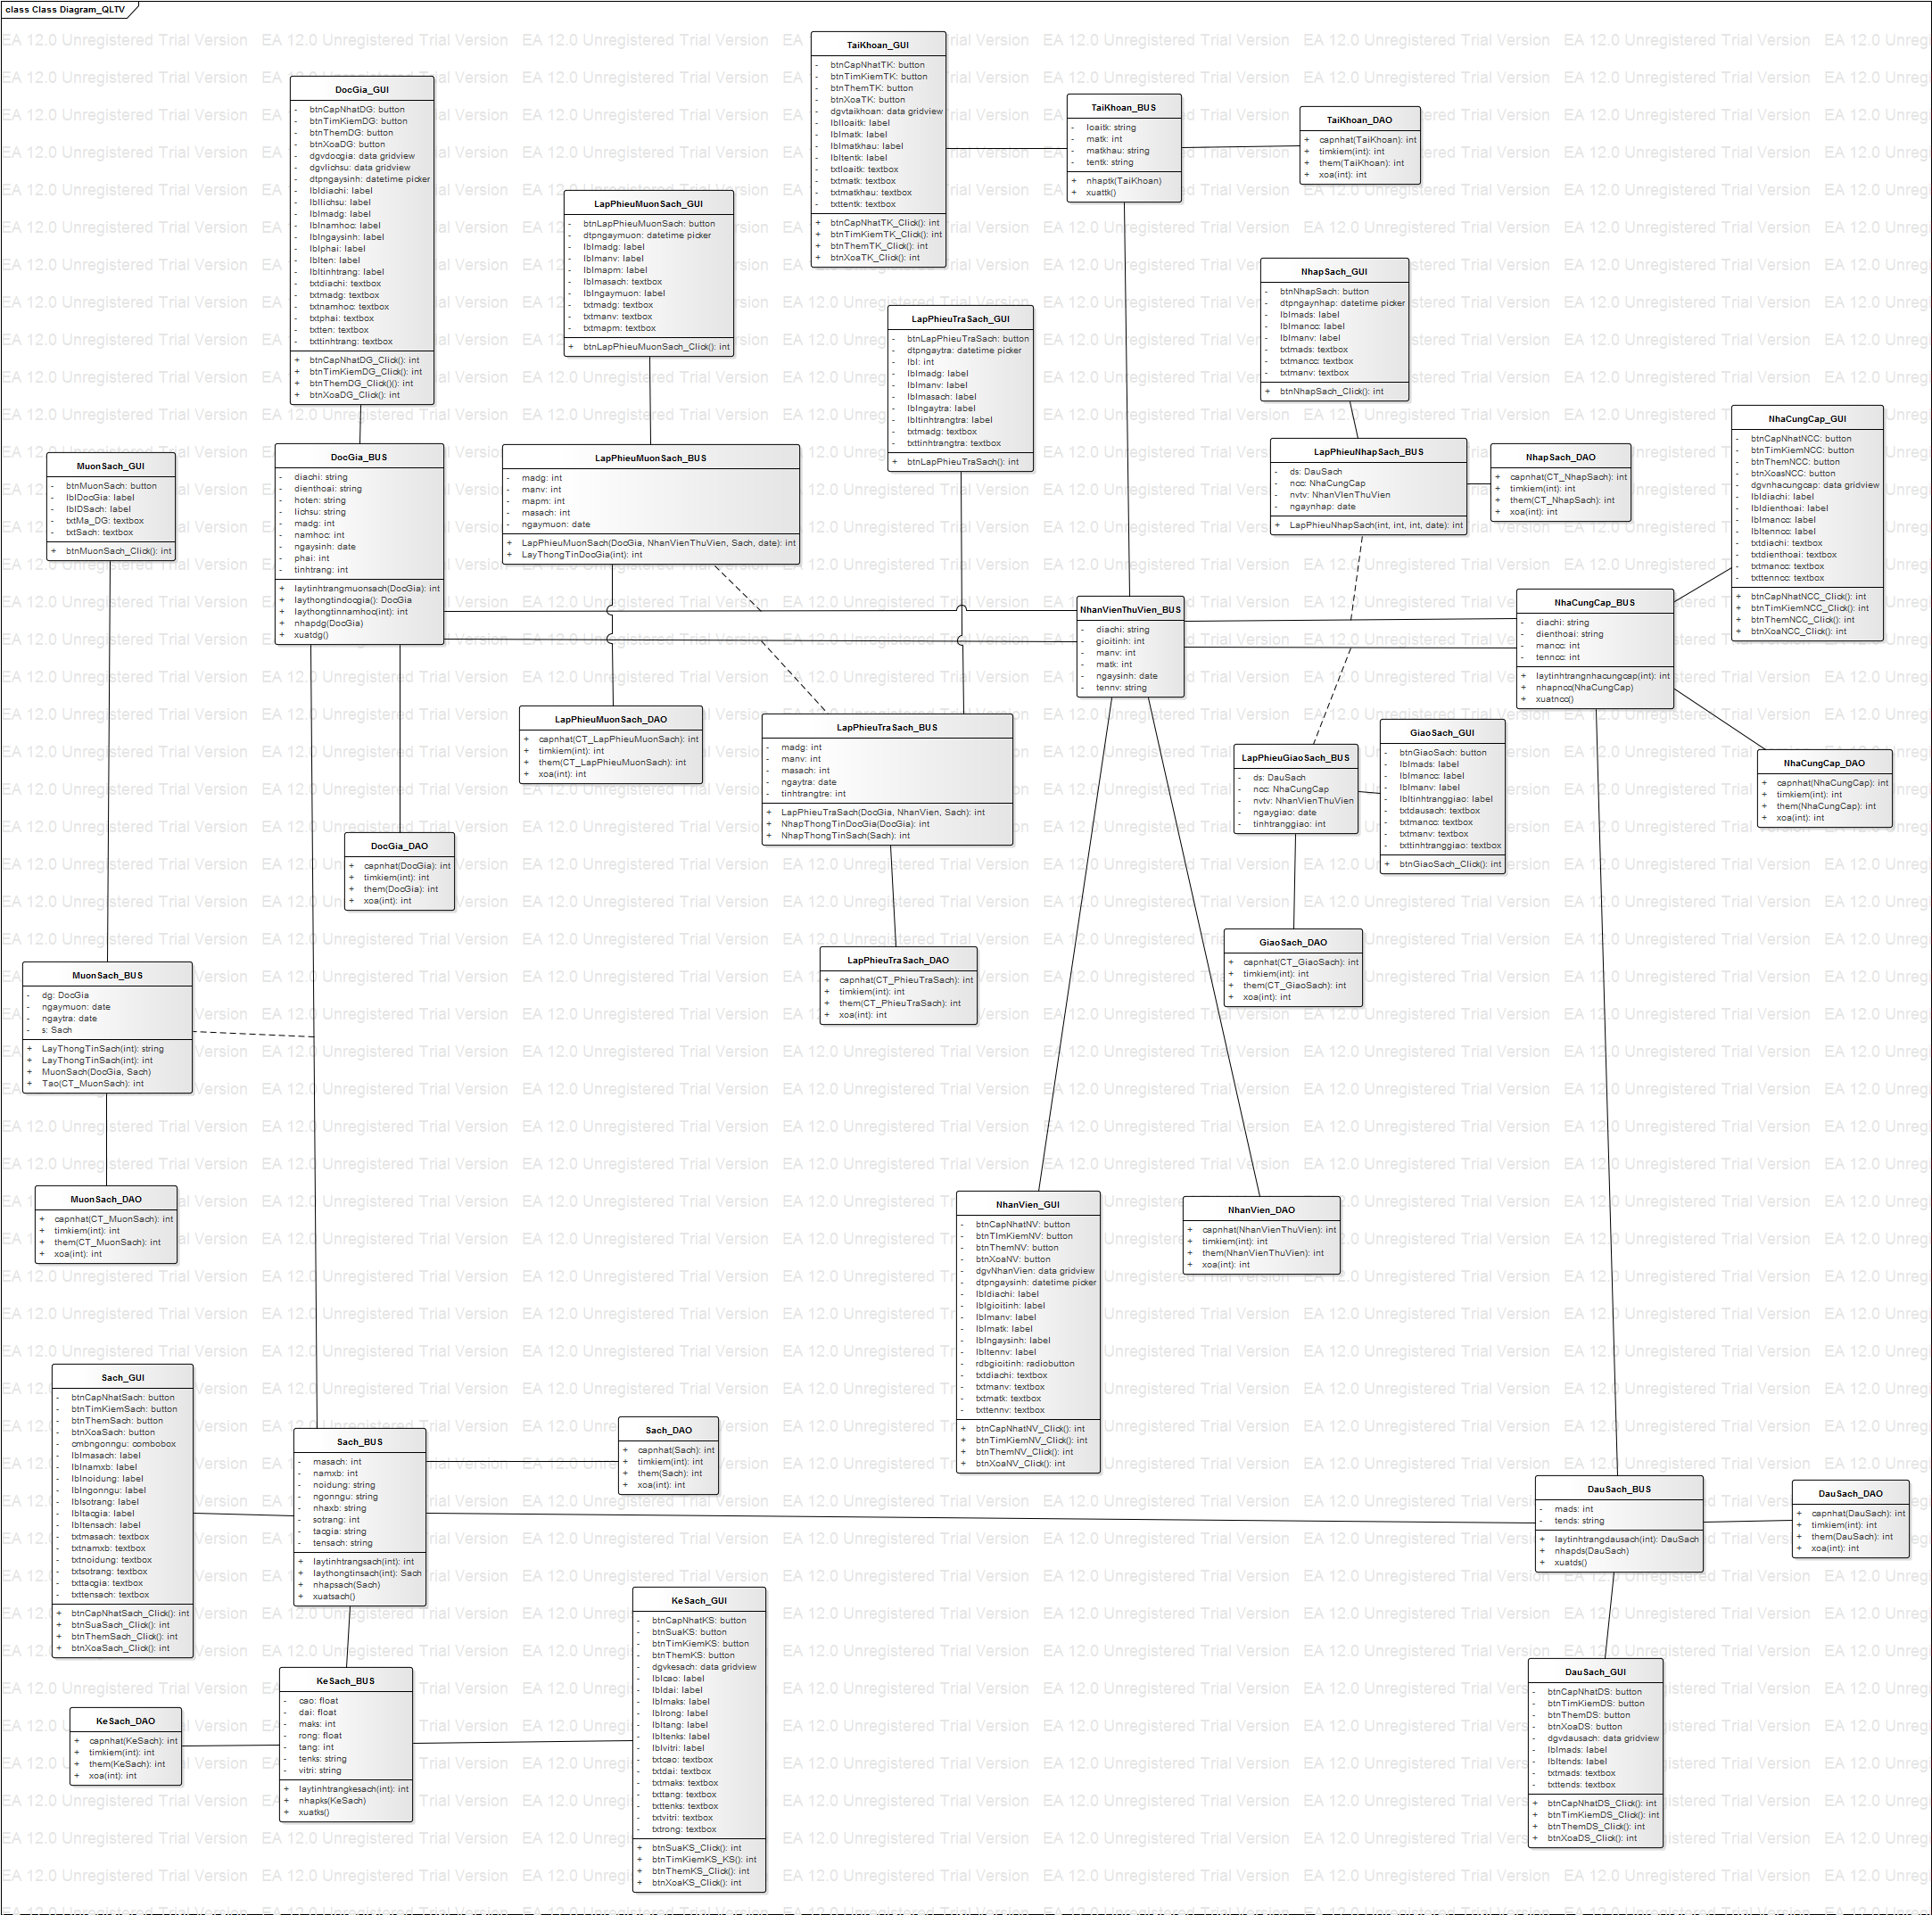 class Class Diagram_QLTV
EA 12.0 Unregistered Trial Version
TaiKhoan_GUI
- btnCapNhatTK: button
- btnTimKiemTK: button
- btnThemTK: button
- btnXoaTK: button
- dgvtaikhoan: data gridview
- lblloaitk: label
- lblmatk: label
- lblmatkhau: label
- lbltentk: label
- txtloaitk: textbox
- txtmatk: textbox
- txtmatkhau: textbox
- txttentk: textbox
+ btnCapNhatTK_Click(): int
+ btnTimKiemTK_Click(): int
+ btnThemTK_Click(): int
+ btnXoaTK_Click(): int
DocGia_GUI
- btnCapNhatDG: button
- btnTimKiemDG: button
- btnThemDG: button
- btnXoaDG: button
- dgvdocgia: data gridview
- dgvlichsu: data gridview
- dtpngaysinh: datetime picker
- lbldiachi: label
- lbllichsu: label
- lblmadg: label
- lblnamhoc: label
- lblngaysinh: label
- lblphai: label
- lblten: label
- lbltinhtrang: label
- txtdiachi: textbox
- txtmadg: textbox
- txtnamhoc: textbox
- txtphai: textbox
- txtten: textbox
- txttinhtrang: textbox
+ btnCapNhatDG_Click(): int
+ btnTimKiemDG_Click(): int
+ btnThemDG_Click()(): int
+ btnXoaDG_Click(): int
TaiKhoan_BUS
- loaitk: string
- matk: int
- matkhau: string
- tentk: string
+ nhaptk(TaiKhoan)
+ xuattk()
TaiKhoan_DAO
+ capnhat(TaiKhoan): int
+ timkiem(int): int
+ them(TaiKhoan): int
+ xoa(int): int
LapPhieuMuonSach_GUI
- btnLapPhieuMuonSach: button
- dtpngaymuon: datetime picker
- lblmadg: label
- lblmanv: label
- lblmapm: label
- lblmasach: textbox
- lblngaymuon: label
- txtmadg: textbox
- txtmanv: textbox
- txtmapm: textbox
+ btnLapPhieuMuonSach_Click(): int
NhapSach_GUI
- btnNhapSach: button
- dtpngaynhap: datetime picker
- lblmads: label
- lblmancc: label
- lblmanv: label
- txtmads: textbox
- txtmancc: textbox
- txtmanv: textbox
+ btnNhapSach_Click(): int
LapPhieuTraSach_GUI
- btnLapPhieuTraSach: button
- dtpngaytra: datetime picker
- lbl: int
- lblmadg: label
- lblmanv: label
- lblmasach: label
- lblngaytra: label
- lbltinhtrangtra: label
- txtmadg: textbox
- txttinhtrangtra: textbox
+ btnLapPhieuTraSach(): int
NhaCungCap_GUI
- btnCapNhatNCC: button
- btnTimKiemNCC: button
- btnThemNCC: button
- btnXoasNCC: button
- dgvnhacungcap: data gridview
- lbldiachi: label
- lbldienthoai: label
- lblmancc: label
- lbltenncc: label
- txtdiachi: textbox
- txtdienthoai: textbox
- txtmancc: textbox
- txttenncc: textbox
+ btnCapNhatNCC_Click(): int
+ btnTimKiemNCC_Click(): int
+ btnThemNCC_Click(): int
+ btnXoaNCC_Click(): int
MuonSach_GUI
- btnMuonSach: button
- lblDocGia: label
- lblDSach: label
- txtMa_DG: textbox
- txtSach: textbox
+ btnMuonSach_Click(): int
DocGia_BUS
- diachi: string
- dienthoai: string
- hoten: string
- lichsu: string
- madg: int
- namhoc: int
- ngaysinh: date
- phai: int
- tinhtrang: int
+ laytinhtrangmuonsach(DocGia): int
+ laythongtindocgia(): DocGia
+ laythongtinnamhoc(int): int
+ nhapdg(DocGia)
+ xuatdg()
LapPhieuMuonSach_BUS
- madg: int
- manv: int
- mapm: int
- masach: int
- ngaymuon: date
+ LapPhieuMuonSach(DocGia, NhanVienThuVien, Sach, date): int
+ LayThongTinDocGia(int): int
LapPhieuNhapSach_BUS
- ds: DauSach
- ncc: NhaCungCap
- nvtv: NhanVIenThuVien
- ngaynhap: date
+ LapPhieuNhapSach(int, int, int, date): int
NhapSach_DAO
+ capnhat(CT_NhapSach): int
+ timkiem(int): int
+ them(CT_NhapSach): int
+ xoa(int): int
NhanVienThuVien_BUS
- diachi: string
- gioitinh: int
- manv: int
- matk: int
- ngaysinh: date
- tennv: string
NhaCungCap_BUS
- diachi: string
- dienthoai: string
- mancc: int
- tenncc: int
+ laytinhtrangnhacungcap(int): int
+ nhapncc(NhaCungCap)
+ xuatncc()
LapPhieuMuonSach_DAO
+ capnhat(CT_LapPhieuMuonSach): int
+ timkiem(int): int
+ them(CT_LapPhieuMuonSach): int
+ xoa(int): int
LapPhieuTraSach_BUS
- madg: int
- manv: int
- masach: int
- ngaytra: date
- tinhtrangtre: int
+ LapPhieuTraSach(DocGia, NhanVien, Sach): int
+ NhapThongTinDocGia(DocGia): int
+ NhapThongTinSach(Sach): int
LapPhieuGiaoSach_BUS
- ds: DauSach
- ncc: NhaCungCap
- nvtv: NhanVienThuVien
- ngaygiao: date
- tinhtranggiao: int
GiaoSach_GUI
- btnGiaoSach: button
- lblmads: label
- lblmancc: label
- lblmanv: label
- lbltinhtranggiao: label
- txtdausach: textbox
- txtmancc: textbox
- txtmanv: textbox
- txttinhtranggiao: textbox
+ btnGiaoSach_Click(): int
NhaCungCap_DAO
+ capnhat(NhaCungCap): int
+ timkiem(int): int
+ them(NhaCungCap): int
+ xoa(int): int
DocGia_DAO
+ capnhat(DocGia): int
+ timkiem(int): int
+ them(DocGia): int
+ xoa(int): int
LapPhieuTraSach_DAO
+ capnhat(CT_PhieuTraSach): int
+ timkiem(int): int
+ them(CT_PhieuTraSach): int
+ xoa(int): int
GiaoSach_DAO
+ capnhat(CT_GiaoSach): int
+ timkiem(int): int
+ them(CT_GiaoSach): int
+ xoa(int): int
MuonSach_BUS
- dg: DocGia
- ngaymuon: date
- ngaytra: date
- s: Sach
+ LayThongTinSach(int): string
+ LayThongTinSach(int): int
+ MuonSach(DocGia, Sach)
+ Tao(CT_MuonSach): int
MuonSach_DAO
+ capnhat(CT_MuonSach): int
+ timkiem(int): int
+ them(CT_MuonSach): int
+ xoa(int): int
NhanVien_GUI
- btnCapNhatNV: button
- btnTImKiemNV: button
- btnThemNV: button
- btnXoaNV: button
- dgvNhanVien: data gridview
- dtpngaysinh: datetime picker
- lbldiachi: label
- lblgioitinh: label
- lblmanv: label
- lblmatk: label
- lblngaysinh: label
- lbltennv: label
- rdbgioitinh: radiobutton
- txtdiachi: textbox
- txtmanv: textbox
- txtmatk: textbox
- txttennv: textbox
+ btnCapNhatNV_Click(): int
+ btnTimKiemNV_Click(): int
+ btnThemNV_Click(): int
+ btnXoaNV_Click(): int
NhanVien_DAO
+ capnhat(NhanVienThuVien): int
+ timkiem(int): int
+ them(NhanVienThuVien): int
+ xoa(int): int
Sach_GUI
- btnCapNhatSach: button
- btnTimKiemSach: button
- btnThemSach: button
- btnXoaSach: button
- cmbngonngu: combobox
- lblmasach: label
- lblnamxb: label
- lblnoidung: label
- lblngonngu: label
- lblsotrang: label
- lbltacgia: label
- lbltensach: label
- txtmasach: textbox
- txtnamxb: textbox
- txtnoidung: textbox
- txtsotrang: textbox
- txttacgia: textbox
- txttensach: textbox
+ btnCapNhatSach_Click(): int
+ btnSuaSach_Click(): int
+ btnThemSach_Click(): int
+ btnXoaSach_Click(): int
Sach_BUS
- masach: int
- namxb: int
- noidung: string
- ngonngu: string
- nhaxb: string
- sotrang: int
- tacgia: string
- tensach: string
+ laytinhtrangsach(int): int
+ laythongtinsach(int): Sach
+ nhapsach(Sach)
+ xuatsach()
Sach_DAO
+ capnhat(Sach): int
+ timkiem(int): int
+ them(Sach): int
+ xoa(int): int
DauSach_BUS
- mads: int
- tends: string
+ laytinhtrangdausach(int): DauSach
+ nhapds(DauSach)
+ xuatds()
DauSach_DAO
+ capnhat(DauSach): int
+ timkiem(int): int
+ them(DauSach): int
+ xoa(int): int
KeSach_GUI
- btnCapNhatKS: button
- btnSuaKS: button
- btnTimKiemKS: button
- btnThemKS: button
- dgvkesach: data gridview
- lblcao: label
- lbldai: label
- lblmaks: label
- lblrong: label
- lbltang: label
- lbltenks: label
- lblvitri: label
- txtcao: textbox
- txtdai: textbox
- txtmaks: textbox
- txttang: textbox
- txttenks: textbox
- txtvitri: textbox
- txtrong: textbox
+ btnSuaKS_Click(): int
+ btnTimKiemKS_KS(): int
+ btnThemKS_Click(): int
+ btnXoaKS_Click(): int
KeSach_BUS
- cao: float
- dai: float
- maks: int
- rong: float
- tang: int
- tenks: string
- vitri: string
+ laytinhtrangkesach(int): int
+ nhapks(KeSach)
+ xuatks()
KeSach_DAO
+ capnhat(KeSach): int
+ timkiem(int): int
+ them(KeSach): int
+ xoa(int): int
DauSach_GUI
- btnCapNhatDS: button
- btnTimKiemDS: button
- btnThemDS: button
- btnXoaDS: button
- dgvdausach: data gridview
- lblmads: label
- lbltends: label
- txtmads: textbox
- txttends: textbox
+ btnCapNhatDS_Click(): int
+ btnTimKiemDS_Click(): int
+ btnThemDS_Click(): int
+ btnXoaDS_Click(): int